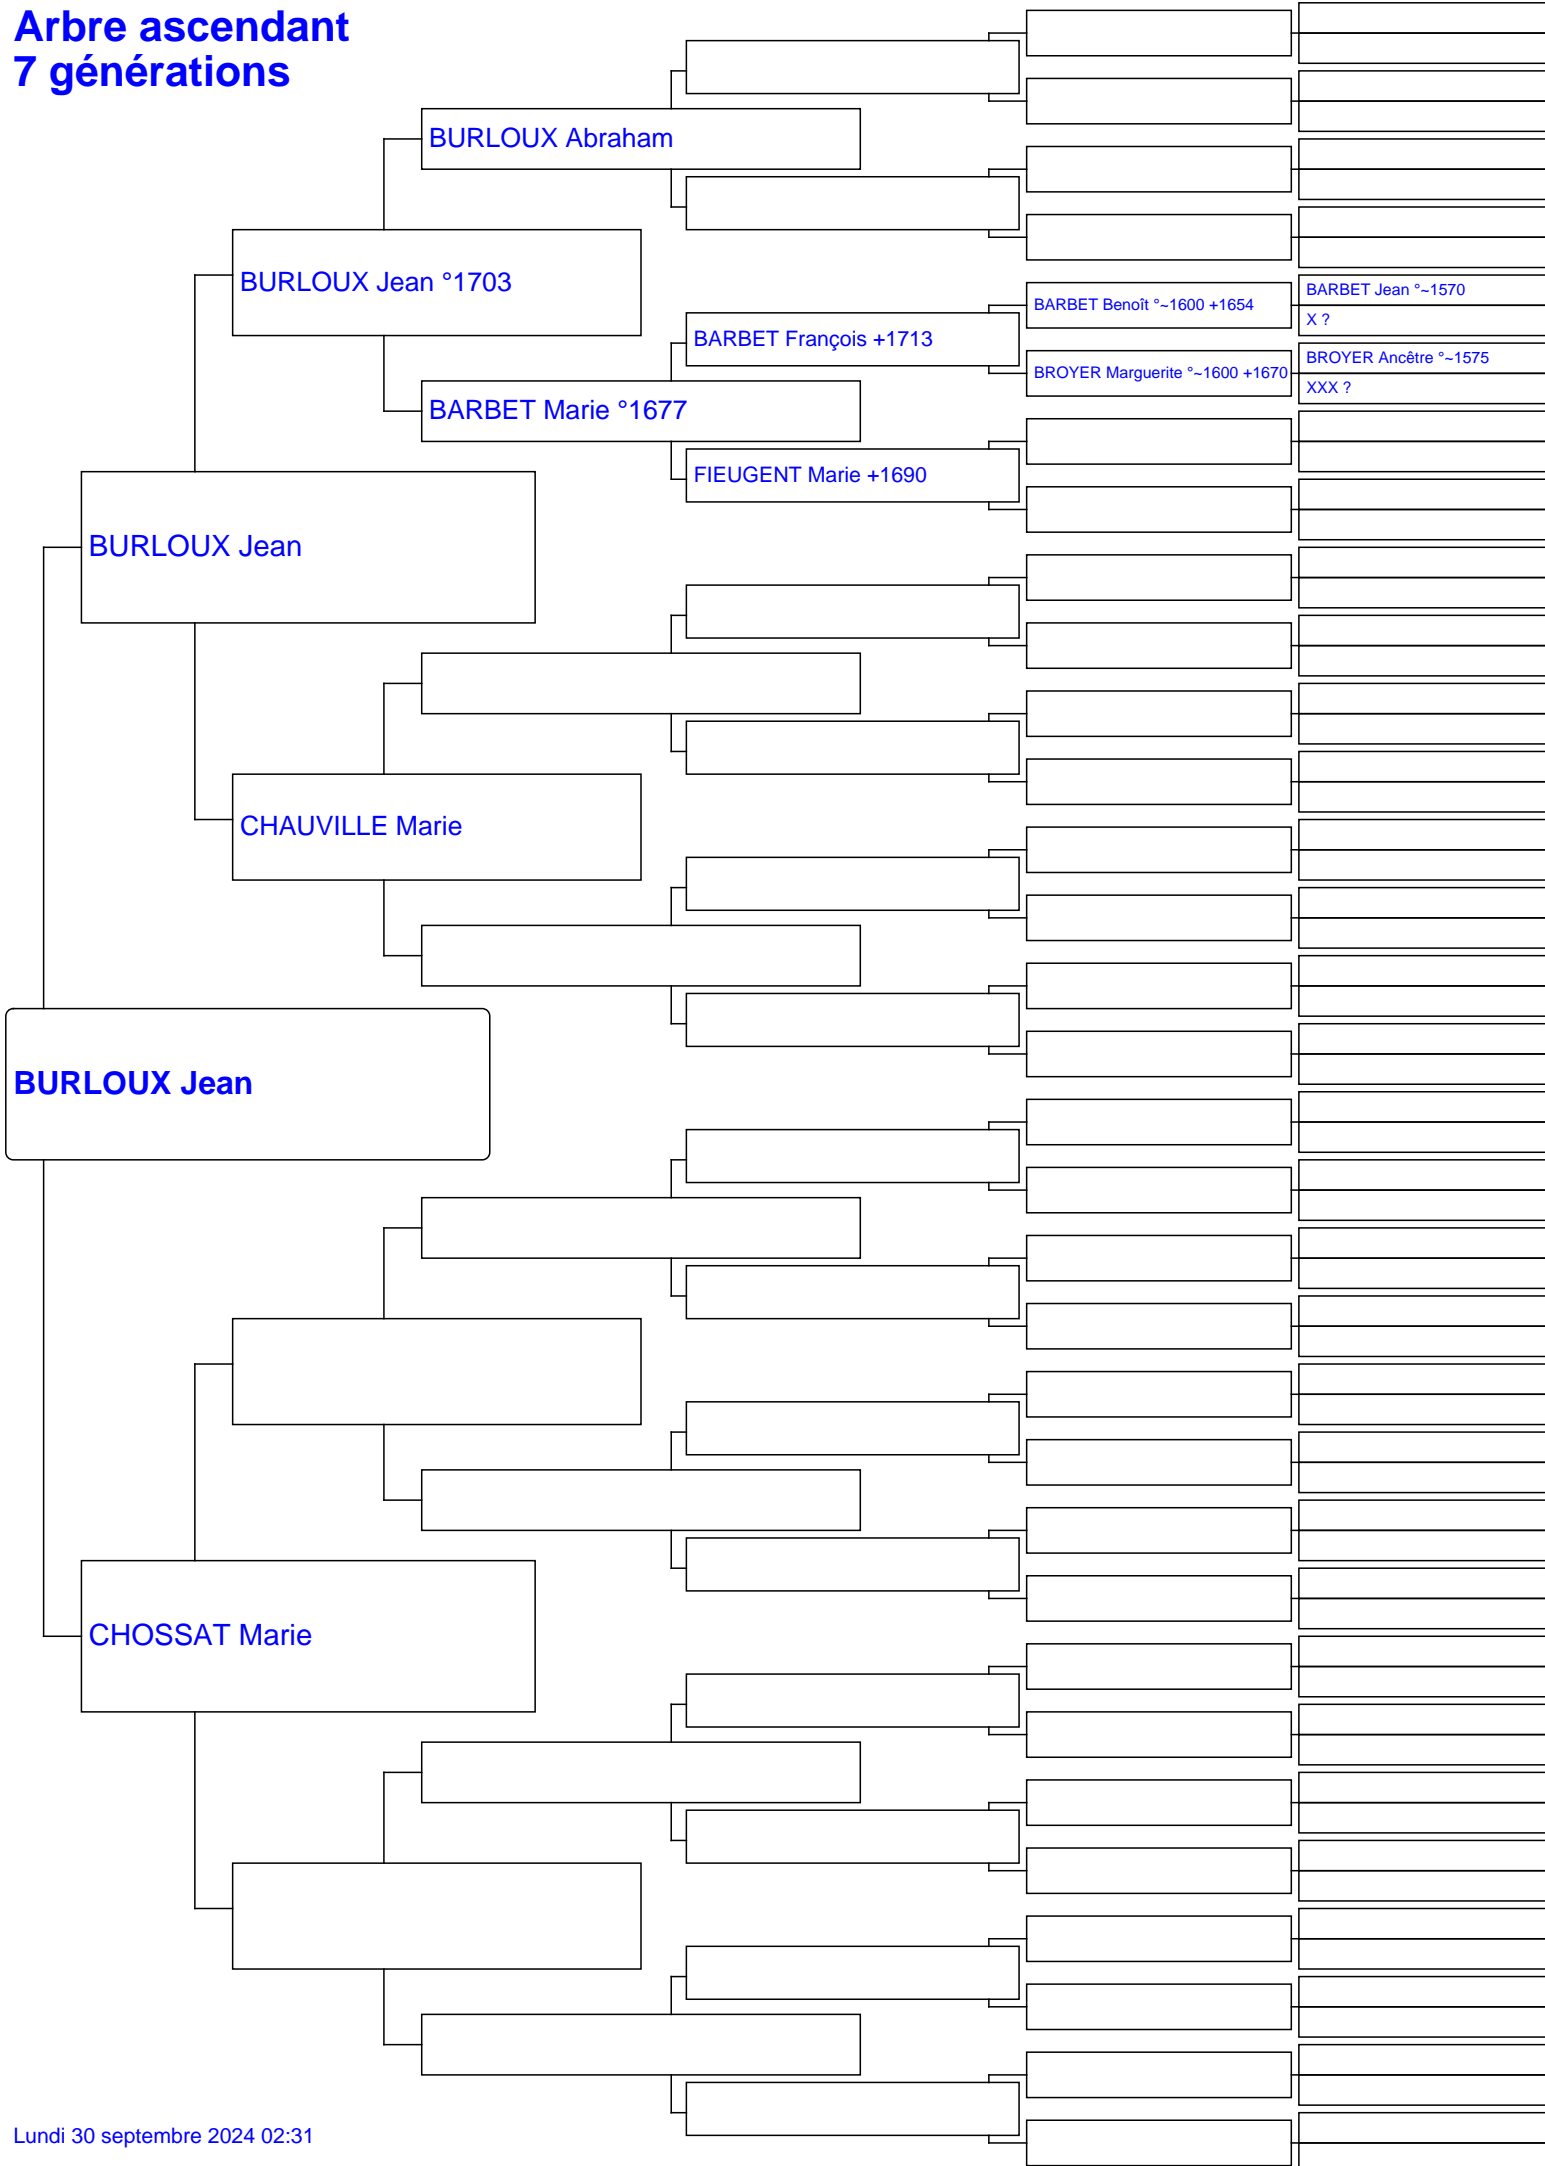 Arbre ascendant
7 générations
BURLOUX Abraham
BURLOUX Jean °1703
BARBET Benoît °~1600 +1654
BARBET Jean °~1570
X ?
BARBET François +1713
BROYER Marguerite °~1600 +1670
BROYER Ancêtre °~1575
XXX ?
BARBET Marie °1677
FIEUGENT Marie +1690
BURLOUX Jean
CHAUVILLE Marie
BURLOUX Jean
CHOSSAT Marie
Lundi 30 septembre 2024 02:31